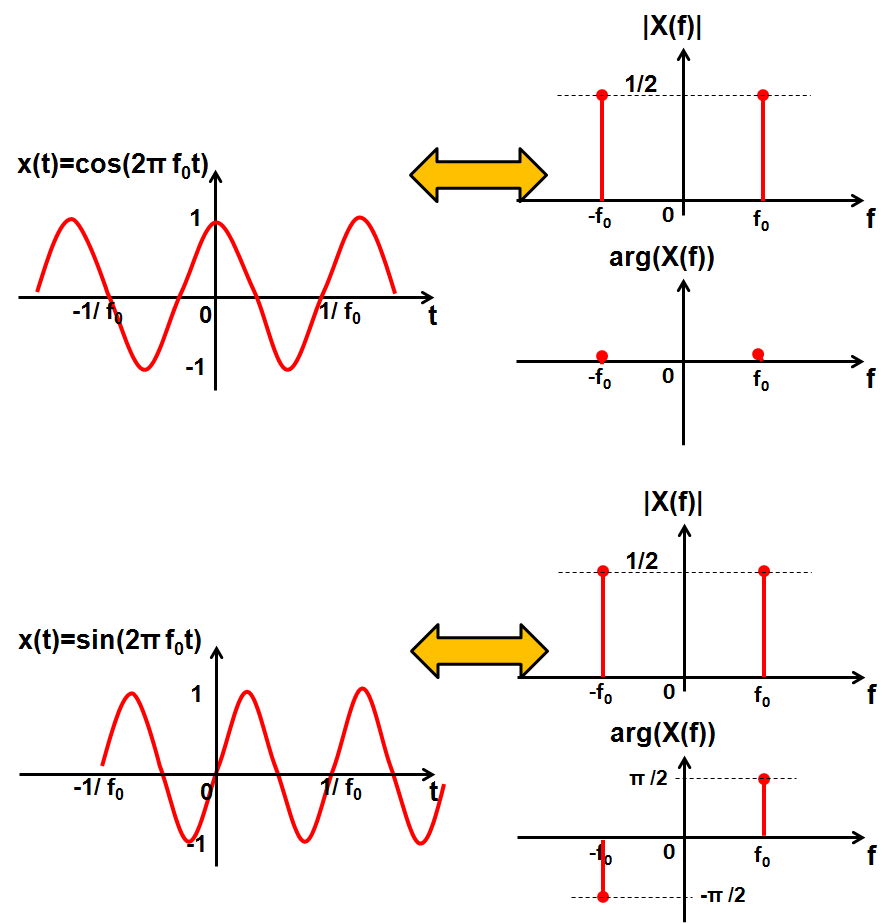 |X(f)|
1/2
-f₀
0
f₀
f
x(t)=cos(2π f₀t)
1
-1/ f₀
0
1/ f₀
t
-1
arg(X(f))
-f₀
0
f₀
f
|X(f)|
1/2
-f₀
0
f₀
f
x(t)=sin(2π f₀t)
1
-1/ f₀
0
1/ f₀
t
-1
arg(X(f))
π /2
-f₀
0
f₀
f
-π /2